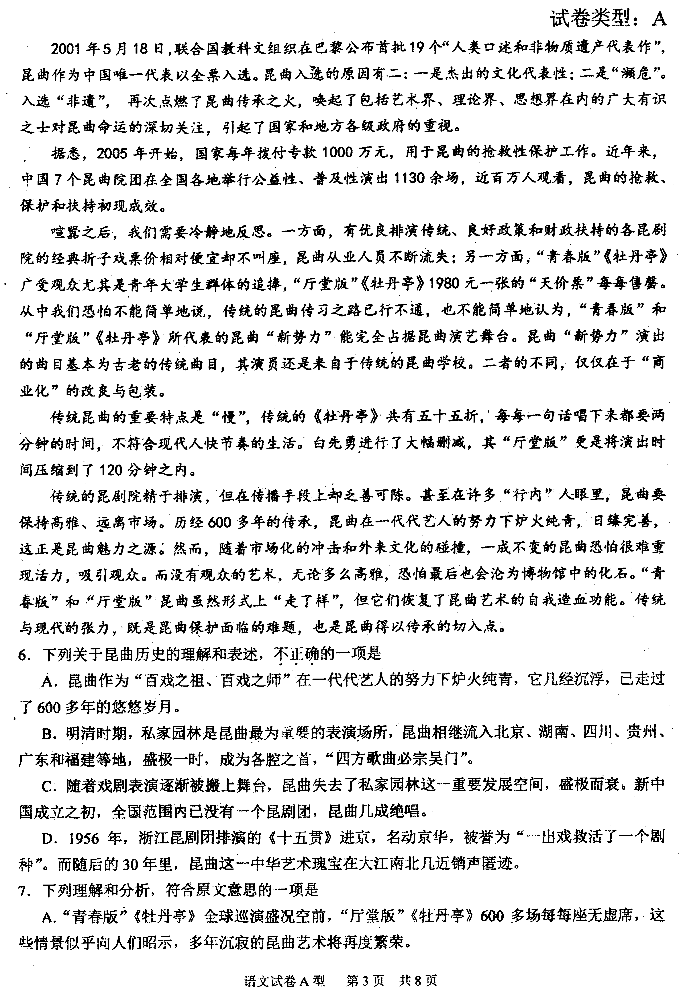 试卷类型：A
2001年5月18日,联合国教科文组织在巴黎公布首批19个“人类口述和非物质遗产代表作”,
昆曲作为中国唯一代表以全票入选。昆曲入选的原因有二：一是杰出的文化代表性；二是“濒危”。
入选“非遗”， 再次点燃了昆曲传承之火，唤起了包括艺术界、理论界、思想界在内的广大有识
之士对昆曲命运的深切关注，引起了国家和地方各级政府的重视。
据悉，2005年开始，国家每年拨付专款1000万元，用于昆曲的抢救性保护工作。近年来，
中国7个昆曲院团在全国各地举行公益性、普及性演出1130余场，近百万人观看，昆曲的抢救、
保护和扶持初现成效。
喧嚣之后，我们需要冷静地反思。一方面，有优良排演传统、良好政策和财政扶持的各昆剧
院的经典折子戏票价相对便宜却不叫座，昆曲从业人员不断流失；另一方面，“青春版”《牡丹亭》
广受观众尤其是青年大学生群体的追捧，“厅堂版”《牡丹亭》1980元一张的“天价票”每每售罄。
从中我们恐怕不能简单地说，传统的昆曲传习之路已行不通，也不能简单地认为，“青春版”和
“厅堂版”《牡丹亭》所代表的昆曲“新势力”能完全占据昆曲演艺舞台。昆曲“新势力”演出
的曲目基本为古老的传统曲目，其演员还是来自于传统的昆曲学校。二者的不同，仅仅在于“商
业化”的改良与包装。
传统昆曲的重要特点是“慢”，传统的《牡丹亭》共有五十五折，每每一句话唱下来都要两
分钟的时间，不符合现代人快节奏的生活。白先勇进行了大幅删减，其“厅堂版”更是将演出时
间压缩到了120分钟之内。
传统的昆剧院精于排演，但在传播手段上却乏善可陈。甚至在许多“行内”人眼里，昆曲要
保持高雅、远离市场。历经600多年的传承，昆曲在一代代艺人的努力下炉火纯青，日臻完善，
这正是昆曲魅力之源。然而，随着市场化的冲击和外来文化的碰撞，一成不变的昆曲恐怕很难重
现活力，吸引观众。而没有观众的艺术，无论多么高雅，恐怕最后也会沦为博物馆中的化石。“青
春版”和“厅堂版”昆曲虽然形式上“走了样”，但它们恢复了昆曲艺术的自我造血功能。传统
与现代的张力，既是昆曲保护面临的难题，也是昆曲得以传承的切入点。
6．下列关于昆曲历史的理解和表述，不正确的一项是
A．昆曲作为“百戏之祖、百戏之师”在一代代艺人的努力下炉火纯青，它几经沉浮，已走过
了600多年的悠悠岁月。
B．明清时期，私家园林是昆曲最为重要的表演场所，昆曲相继流入北京、湖南、四川、贵州、
广东和福建等地，盛极一时，成为各腔之首，“四方歌曲必宗吴门”。
C．随着戏剧表演逐渐被搬上舞台，昆曲失去了私家园林这一重要发展空间，盛极而衰。新中
国成立之初，全国范围内已没有一个昆剧团，昆曲几成绝唱。
D．1956年，浙江昆剧团排演的《十五贯》进京，名动京华，被誉为“一出戏救活了一个剧
种”。而随后的30年里，昆曲这一中华艺术瑰宝在大江南北几近销声匿迹。
7．下列理解和分析，符合原文意思的一项是
A.“青春版”《牡丹亭》全球巡演盛况空前，“厅堂版”《牡丹亭》600多场每每座无虚席，这
些情景似乎向人们昭示，多年沉寂的昆曲艺术将再度繁荣。
语文试卷A型 第3页 共8页